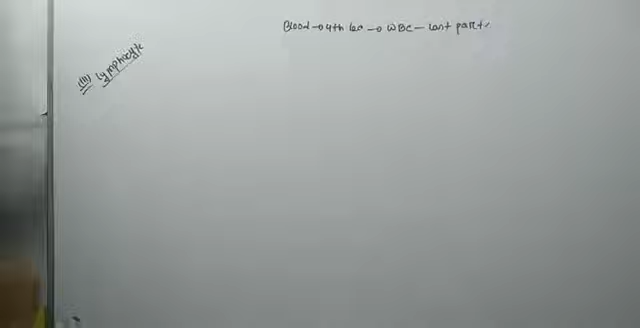 Blood → 4th lec → WBC - last part
(III) Lymphocyte